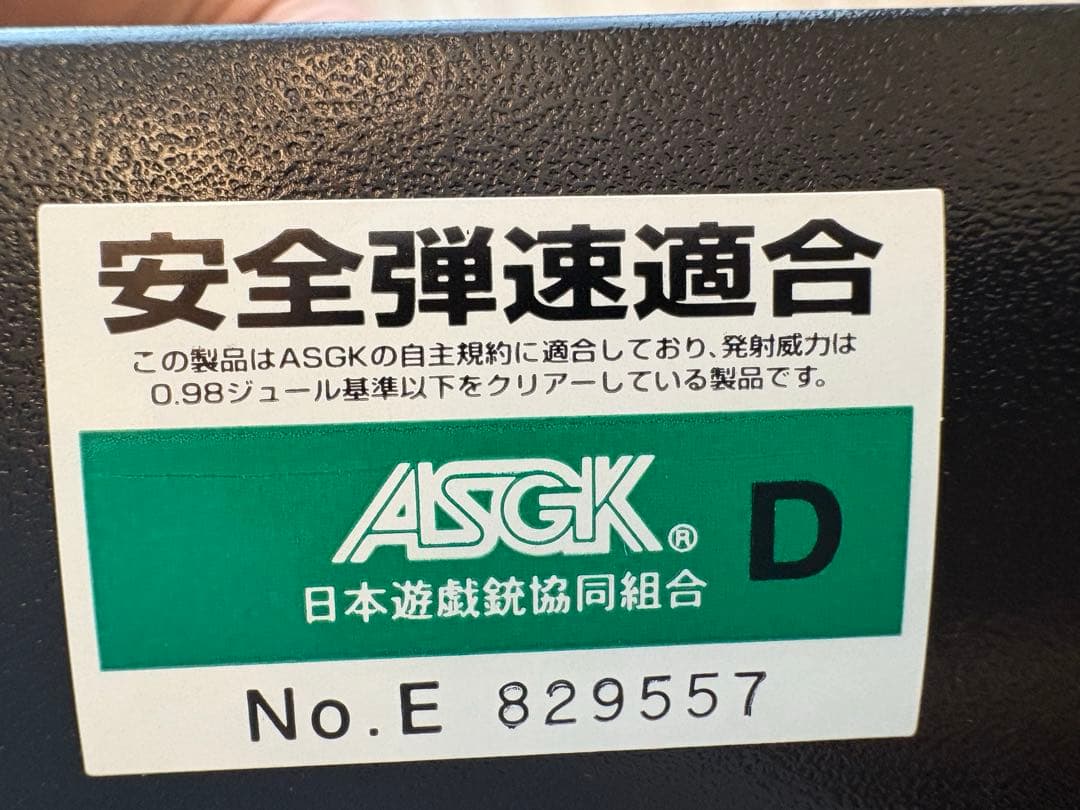 安全弾速適合
この製品はASGKの自主規約に適合しており、発射威力は
0.98ジュール基準以下をクリアーしている製品です。
ASGK® D
日本遊戯銃協同組合
No.E 829557